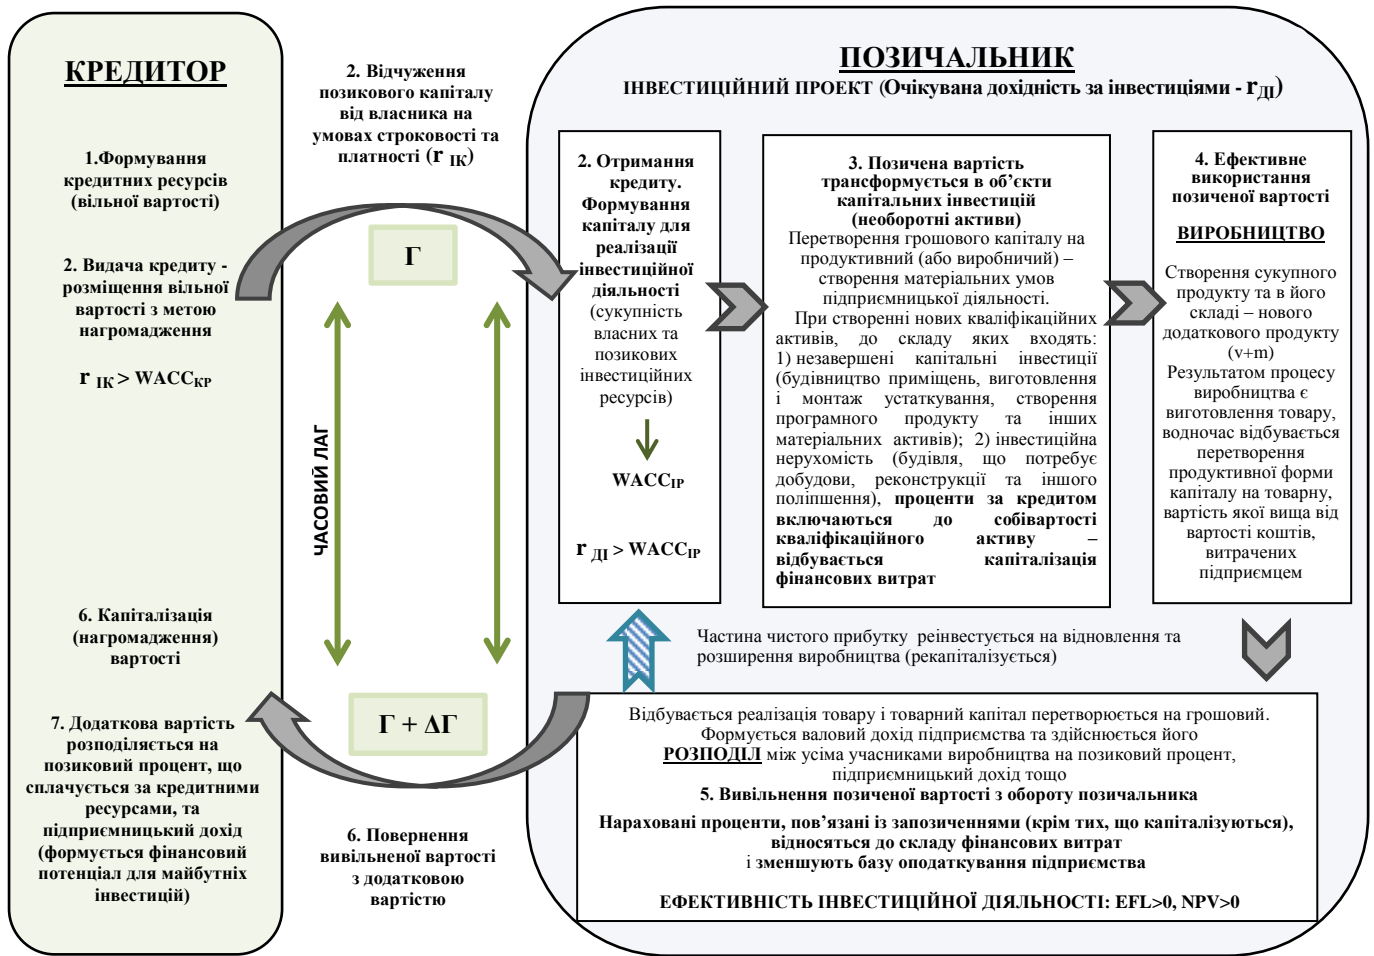 КРЕДИТОР
1.Формування
кредитних ресурсів
(вільної вартості)
2. Видача кредиту -
розміщення вільної
вартості з метою
нагромадження
r ІК > WACCКР
6. Капіталізація
(нагромадження)
вартості
7. Додаткова вартість
розподіляється на
позиковий процент, що
сплачується за кредитними
ресурсами, та
підприємницький дохід
(формується фінансовий
потенціал для майбутніх
інвестицій)
2. Відчуження
позикового капіталу
від власника на
умовах строковості та
платності (r ІК)
Г
ЧАСОВИЙ ЛАГ
Г + ΔГ
6. Повернення
вивільненої вартості
з додатковою
вартістю
ПОЗИЧАЛЬНИК
ІНВЕСТИЦІЙНИЙ ПРОЕКТ (Очікувана дохідність за інвестиціями - rДІ)
2. Отримання
кредиту.
Формування
капіталу для
реалізації
інвестиційної
діяльності
(сукупність
власних та
позикових
інвестиційних
ресурсів)
WACCІР
r ДІ > WACCІР
3. Позичена вартість
трансформується в об’єкти
капітальних інвестицій
(необоротні активи)
Перетворення грошового капіталу на
продуктивний (або виробничий) –
створення матеріальних умов
підприємницької діяльності.
При створенні нових кваліфікаційних
активів, до складу яких входять:
1) незавершені капітальні інвестиції
(будівництво приміщень, виготовлення
і монтаж устаткування, створення
програмного продукту та інших
матеріальних активів); 2) інвестиційна
нерухомість (будівля, що потребує
добудови, реконструкції та іншого
поліпшення), проценти за кредитом
включаються до собівартості
кваліфікаційного активу –
відбувається капіталізація
фінансових витрат
4. Ефективне
використання
позиченої вартості
ВИРОБНИЦТВО
Створення сукупного
продукту та в його
складі – нового
додаткового продукту
(v+m)
Результатом процесу
виробництва є
виготовлення товару,
водночас відбувається
перетворення
продуктивної форми
капіталу на товарну,
вартість якої вища від
вартості коштів,
витрачених
підприємцем
Частина чистого прибутку реінвестується на відновлення та
розширення виробництва (рекапіталізується)
Відбувається реалізація товару і товарний капітал перетворюється на грошовий.
Формується валовий дохід підприємства та здійснюється його
РОЗПОДІЛ між усіма учасниками виробництва на позиковий процент,
підприємницький дохід тощо
5. Вивільнення позиченої вартості з обороту позичальника
Нараховані проценти, пов’язані із запозиченнями (крім тих, що капіталізуються),
відносяться до складу фінансових витрат
і зменшують базу оподаткування підприємства
ЕФЕКТИВНІСТЬ ІНВЕСТИЦІЙНОЇ ДІЯЛЬНОСТІ: EFL>0, NPV>0